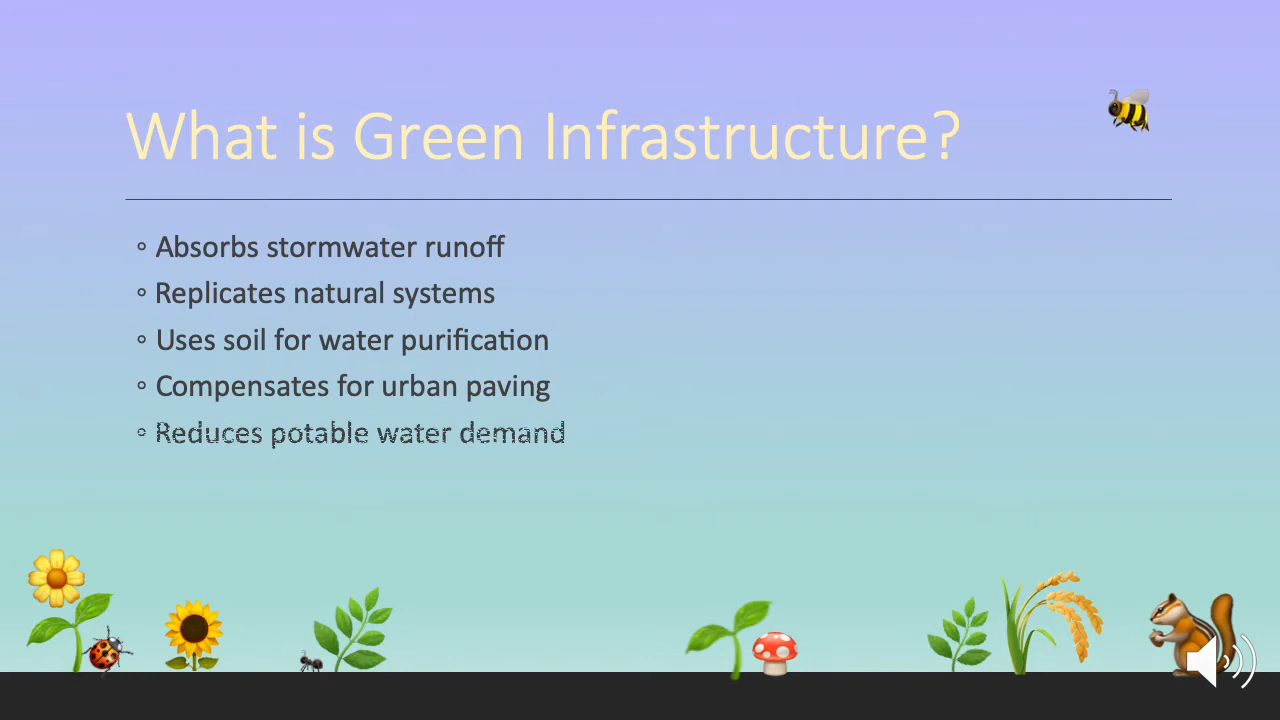 What is Green Infrastructure?
◦ Absorbs stormwater runoff
◦ Replicates natural systems
◦ Uses soil for water purification
◦ Compensates for urban paving
◦ Reduces potable water demand